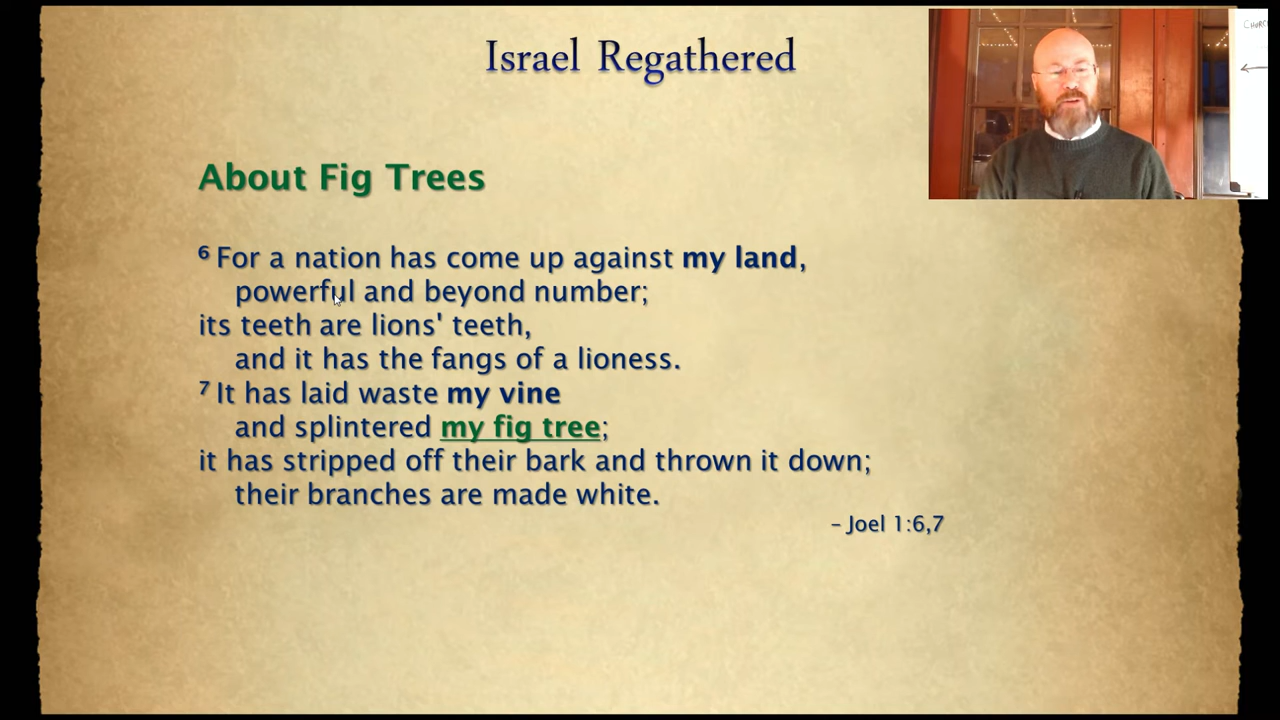 Israel Regathered
About Fig Trees
⁶ For a nation has come up against my land,
powerful and beyond number;
its teeth are lions' teeth,
and it has the fangs of a lioness.
⁷ It has laid waste my vine
and splintered my fig tree;
it has stripped off their bark and thrown it down;
their branches are made white.
– Joel 1:6,7